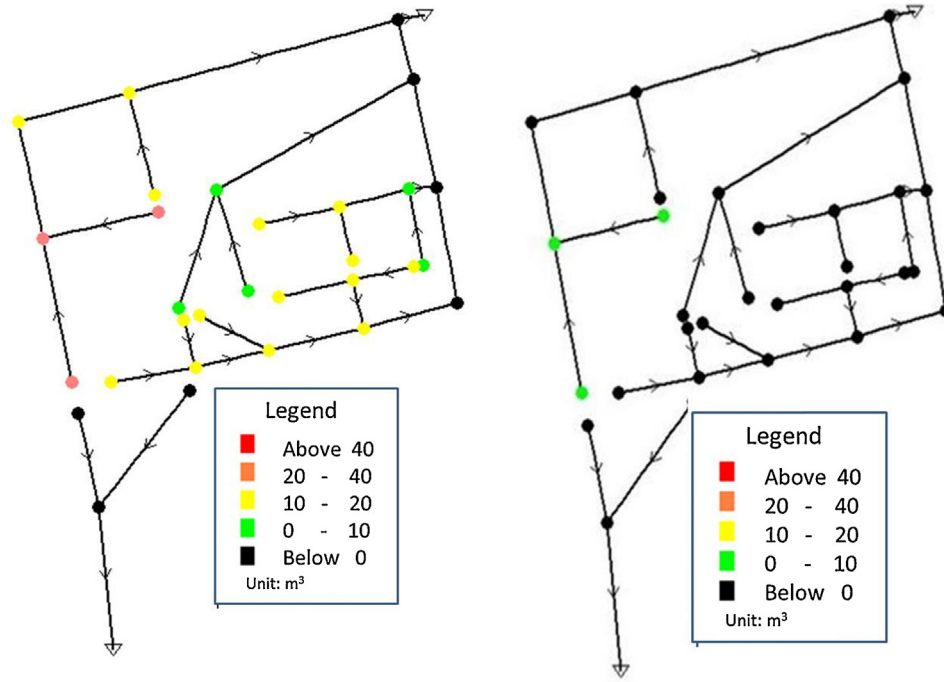 Legend
Above 40
20 - 40
10 - 20
0 - 10
Below 0
Unit: m³
Legend
Above 40
20 - 40
10 - 20
0 - 10
Below 0
Unit: m³